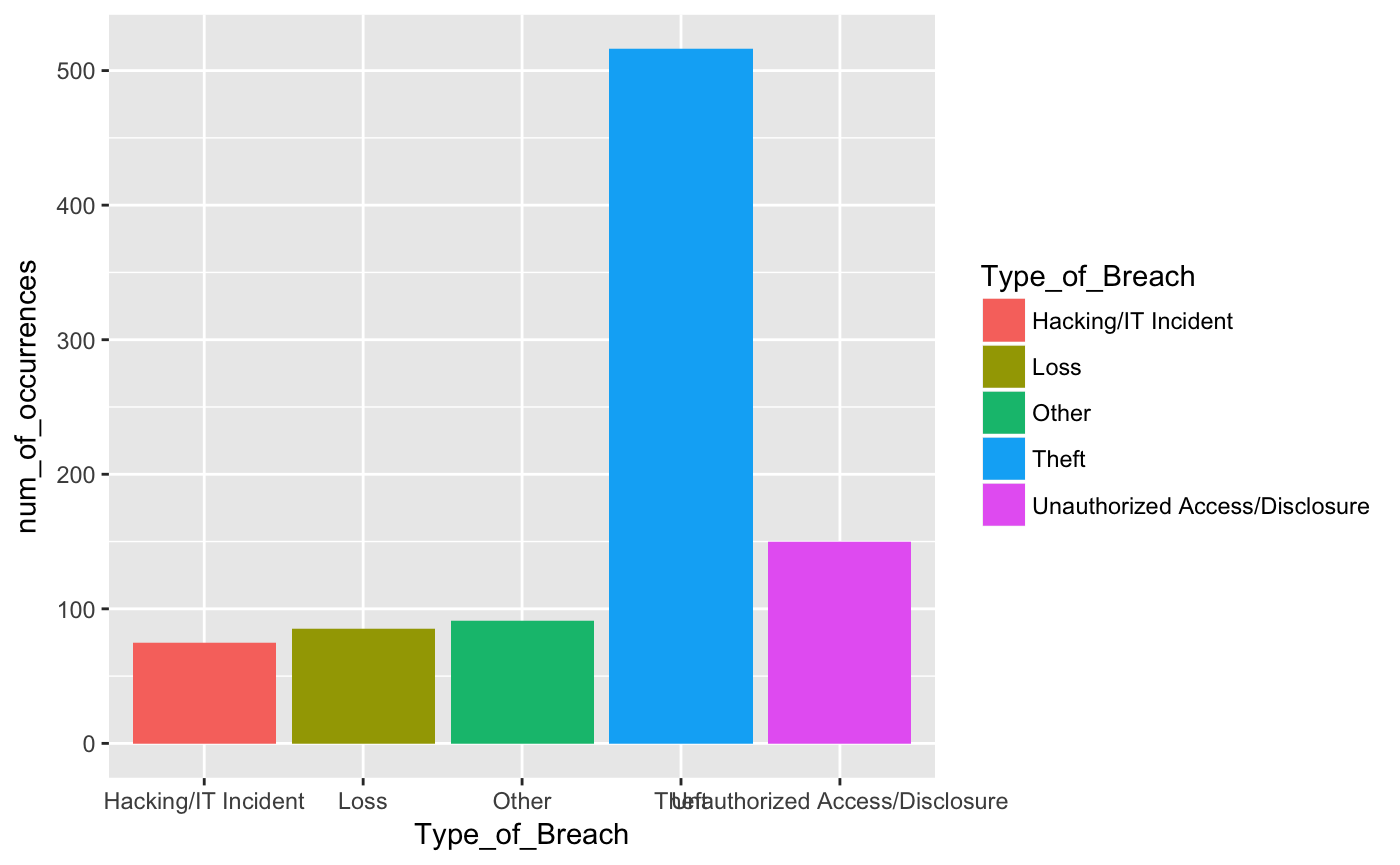 500
400
300
200
100
0
num_of_occurrences
Hacking/IT Incident
Loss
Other
Theft
Unauthorized Access/Disclosure
Type_of_Breach
Type_of_Breach
Hacking/IT Incident
Loss
Other
Theft
Unauthorized Access/Disclosure